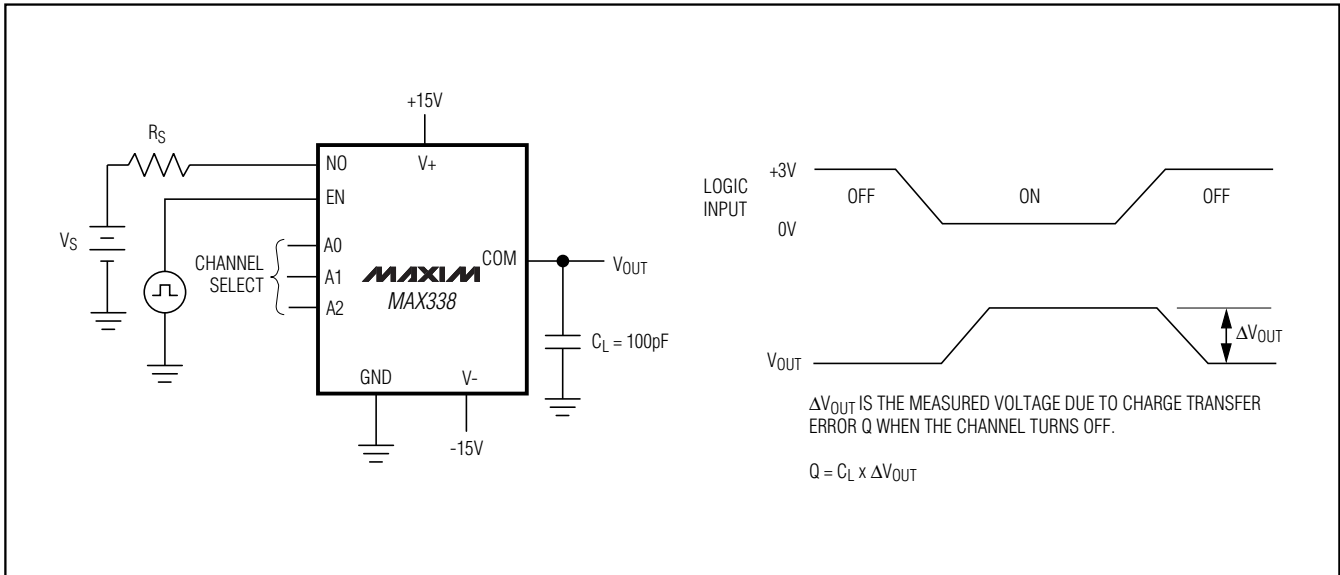 +15V
RS
NO
V+
EN
VS
A0
CHANNEL
SELECT
A1
A2
MAXIM
MAX338
COM
VOUT
CL = 100pF
GND
V-
-15V
LOGIC
INPUT
+3V
0V
OFF
ON
OFF
VOUT
ΔVOUT
ΔVOUT IS THE MEASURED VOLTAGE DUE TO CHARGE TRANSFER
ERROR Q WHEN THE CHANNEL TURNS OFF.
Q = CL x ΔVOUT